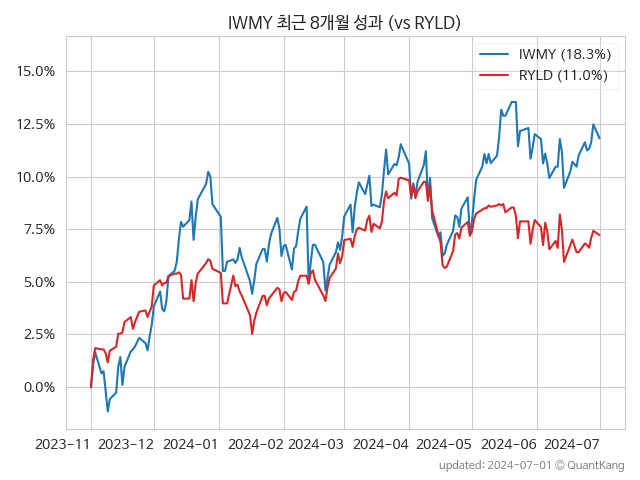 IWMY 최근 8개월 성과 (vs RYLD)
IWMY (18.3%)
RYLD (11.0%)
15.0%
12.5%
10.0%
7.5%
5.0%
2.5%
0.0%
2023-11 2023-12 2024-01 2024-02 2024-03 2024-04 2024-05 2024-06 2024-07
updated: 2024-07-01 © QuantKang